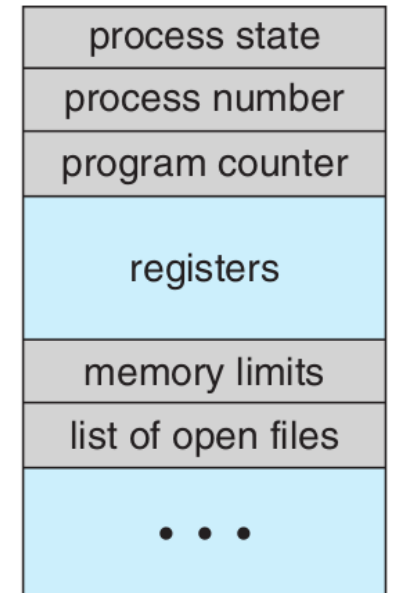 process state
process number
program counter
registers
memory limits
list of open files
• • •